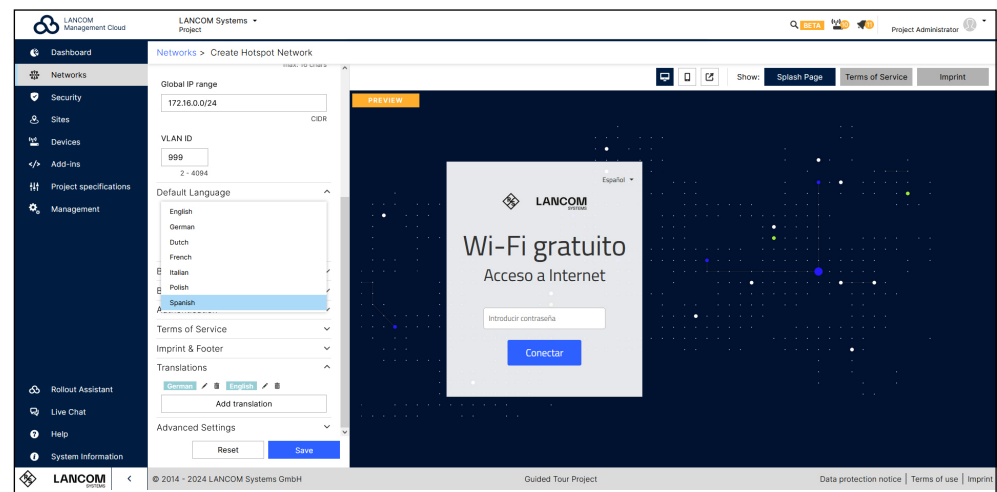 LANCOM
Management Cloud
LANCOM Systems
Project
BETA
Project Administrator
Dashboard
Networks
Security
Sites
Devices
Add-ins
Project specifications
Management
Rollout Assistant
Live Chat
Help
System Information
LANCOM
SYSTEMS
Networks > Create Hotspot Network
Global IP range
172.16.0.0/24
CIDR
VLAN ID
999
2 - 4094
Default Language
English
German
Dutch
French
Italian
Polish
Spanish
Terms of Service
Imprint & Footer
Translations
German
English
Add translation
Advanced Settings
Reset
Save
Show:
Splash Page
Terms of Service
Imprint
PREVIEW
Español
LANCOM
SYSTEMS
Wi-Fi gratuito
Acceso a Internet
Introducir contraseña
Conectar
© 2014 - 2024 LANCOM Systems GmbH
Guided Tour Project
Data protection notice | Terms of use | Imprint